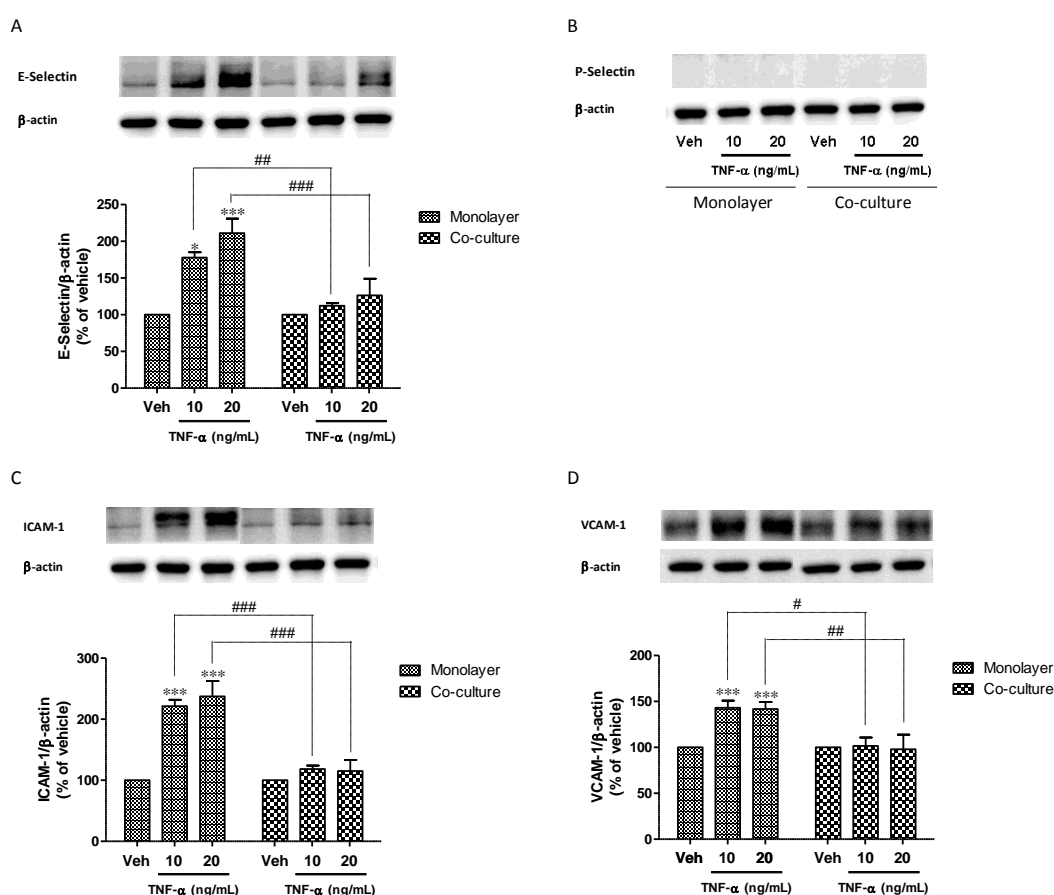 A
E-Selectin
β-actin
##
###
250
200
150
100
50
0
E-Selectin/β-actin
(% of vehicle)
*
***
Monolayer
Co-culture
Veh 10 20 Veh 10 20
TNF-α (ng/mL) TNF-α (ng/mL)
B
P-Selectin
β-actin
Veh 10 20 Veh 10 20
TNF-α (ng/mL) TNF-α (ng/mL)
Monolayer Co-culture
C
ICAM-1
β-actin
###
###
300
200
100
0
ICAM-1/β-actin
(% of vehicle)
*** ***
Monolayer
Co-culture
Veh 10 20 Veh 10 20
TNF-α (ng/mL) TNF-α (ng/mL)
D
VCAM-1
β-actin
#
##
200
150
100
50
0
VCAM-1/β-actin
(% of vehicle)
*** ***
Monolayer
Co-culture
Veh 10 20 Veh 10 20
TNF-α (ng/mL) TNF-α (ng/mL)